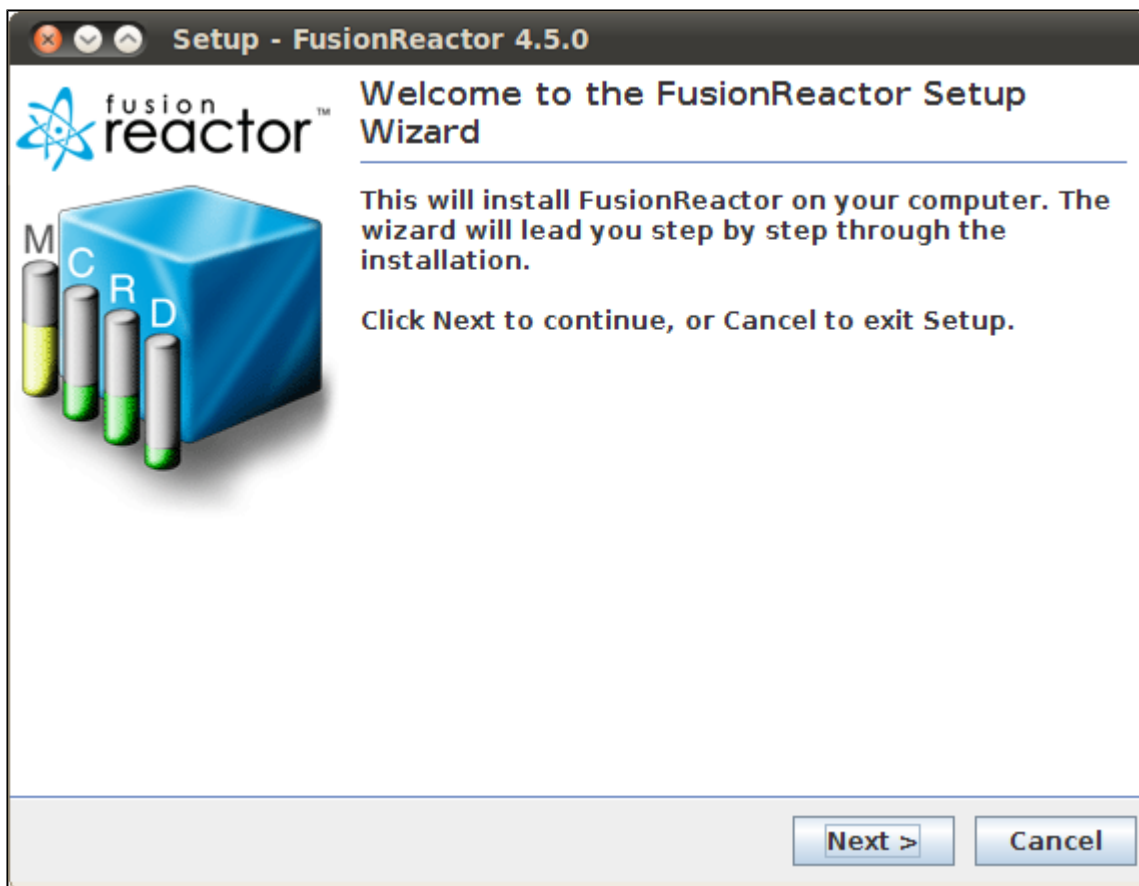 Setup - FusionReactor 4.5.0
fusion
reactor™
Welcome to the FusionReactor Setup
Wizard
This will install FusionReactor on your computer. The
wizard will lead you step by step through the
installation.
Click Next to continue, or Cancel to exit Setup.
M
C
R
D
Next >
Cancel